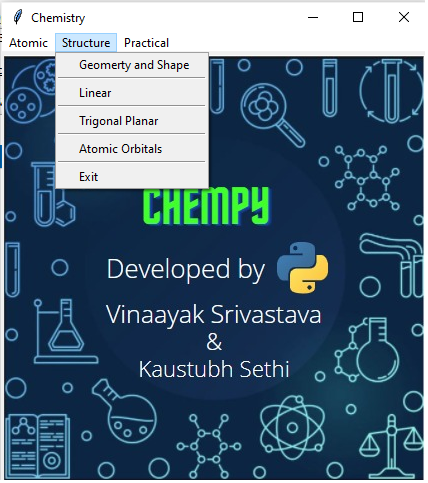 Chemistry
Atomic Structure Practical
Geomerty and Shape
Linear
Trigonal Planar
Atomic Orbitals
Exit
CHEMPY
Developed by
Vinaayak Srivastava
&
Kaustubh Sethi